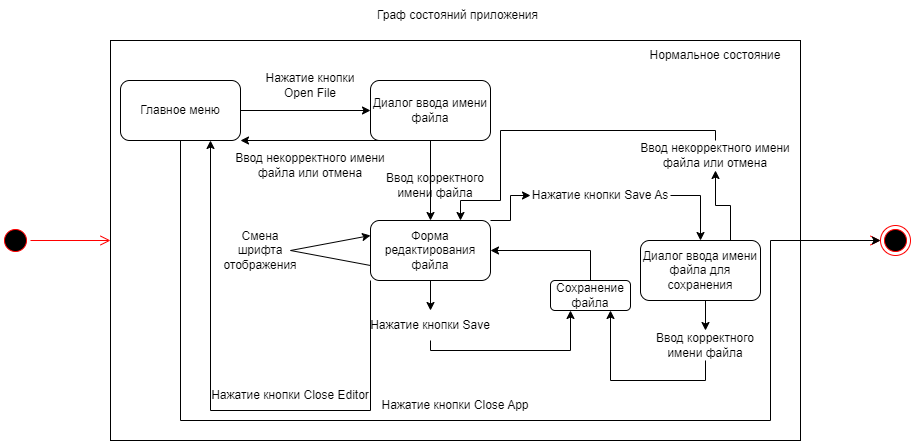 Граф состояний приложения
Нормальное состояние
Нажатие кнопки
Open File
Главное меню
Диалог ввода имени
файла
Ввод некорректного имени
файла или отмена
Ввод некорректного имени
файла или отмена
Ввод корректного
имени файла
Нажатие кнопки Save As
Смена
шрифта
отображения
Форма
редактирования
файла
Диалог ввода имени
файла для
сохранения
Сохранение
файла
Нажатие кнопки Save
Ввод корректного
имени файла
Нажатие кнопки Close Editor
Нажатие кнопки Close App